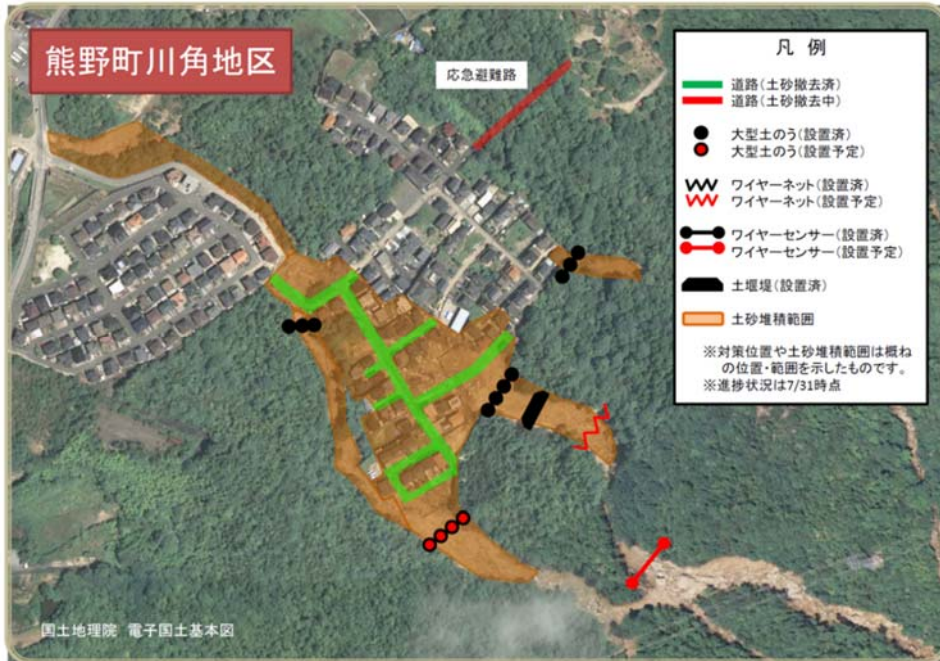 熊野町川角地区
応急避難路
凡 例
道路(土砂撤去済)
道路(土砂撤去中)
大型土のう(設置済)
大型土のう(設置予定)
ワイヤーネット(設置済)
ワイヤーネット(設置予定)
ワイヤーセンサー(設置済)
ワイヤーセンサー(設置予定)
土堰堤(設置済)
土砂堆積範囲
※対策位置や土砂堆積範囲は概ね
の位置・範囲を示したものです。
※進捗状況は7/31時点
国土地理院 電子国土基本図